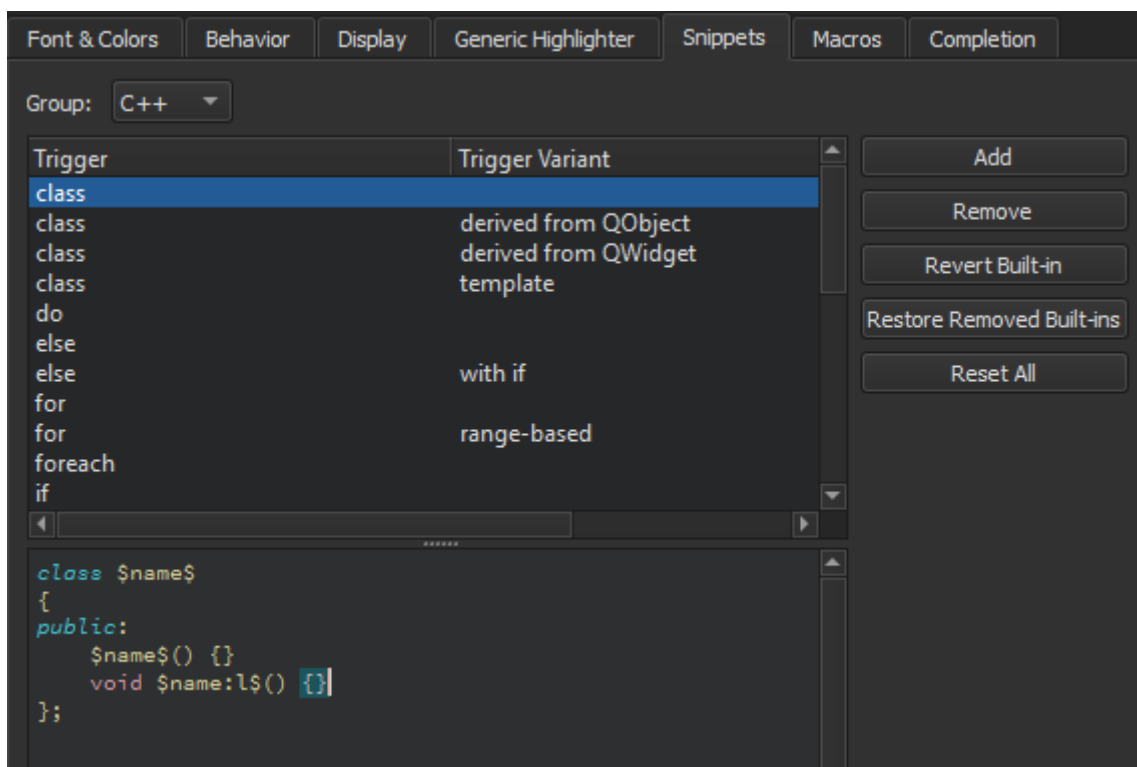 Font & Colors Behavior Display Generic Highlighter Snippets Macros Completion
Group: C++
Trigger Trigger Variant
class
class derived from QObject
class derived from QWidget
class template
do
else
else with if
for
for range-based
foreach
if
Add
Remove
Revert Built-in
Restore Removed Built-ins
Reset All
class $name$
{
public:
    $name$() {}
    void $name:l$() {}
};